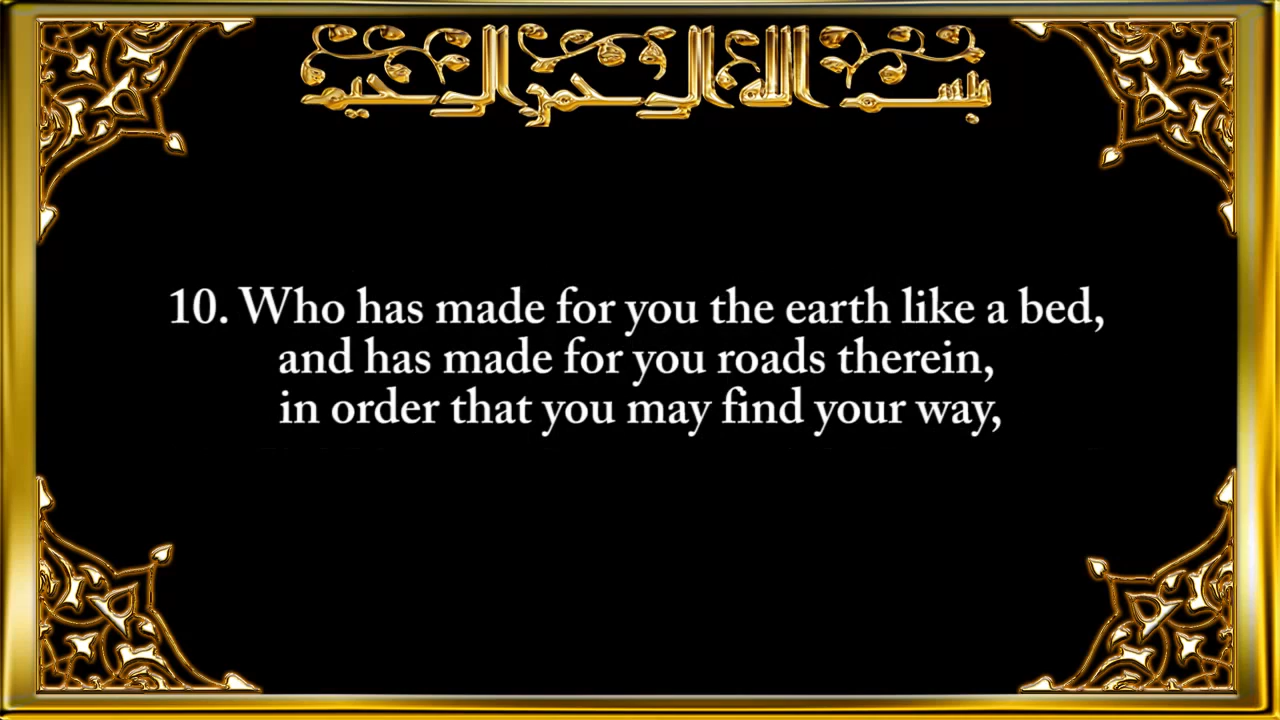 بسم الله الرحمن الرحيم
10. Who has made for you the earth like a bed,
and has made for you roads therein,
in order that you may find your way,